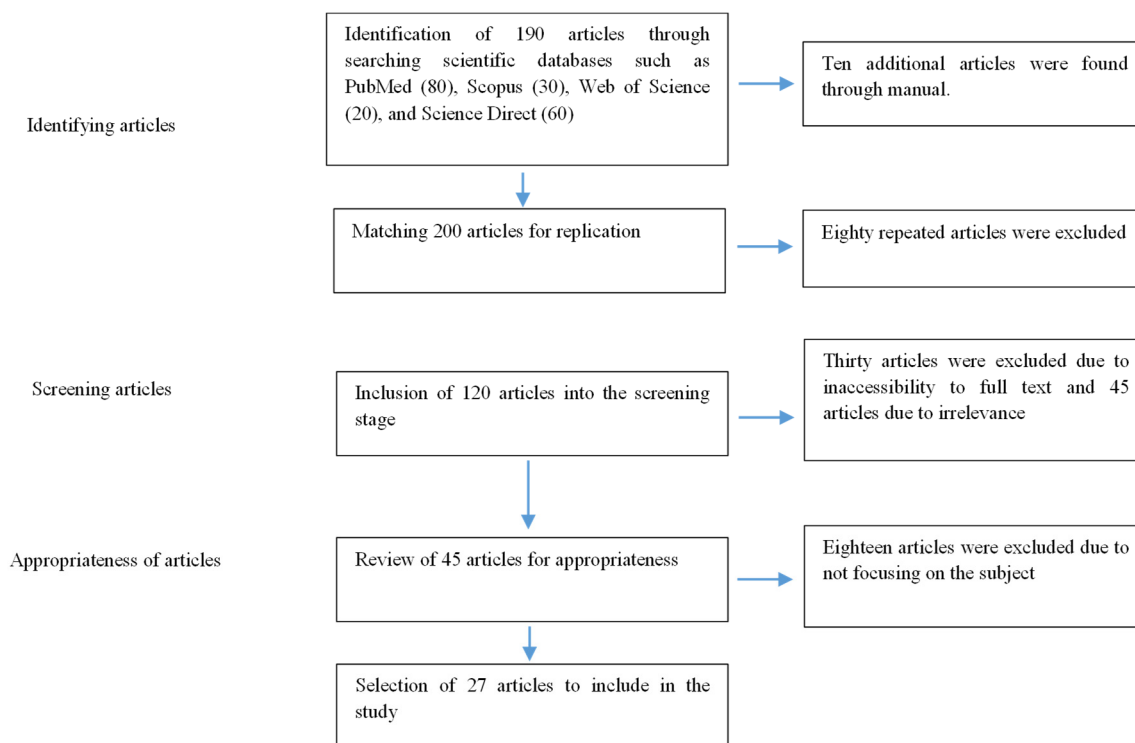 Identification of 190 articles through
searching scientific databases such as
PubMed (80), Scopus (30), Web of Science
(20), and Science Direct (60)
Ten additional articles were found
through manual.
Identifying articles
Matching 200 articles for replication
Eighty repeated articles were excluded
Screening articles
Inclusion of 120 articles into the screening
stage
Thirty articles were excluded due to
inaccessibility to full text and 45
articles due to irrelevance
Appropriateness of articles
Review of 45 articles for appropriateness
Eighteen articles were excluded due to
not focusing on the subject
Selection of 27 articles to include in the
study